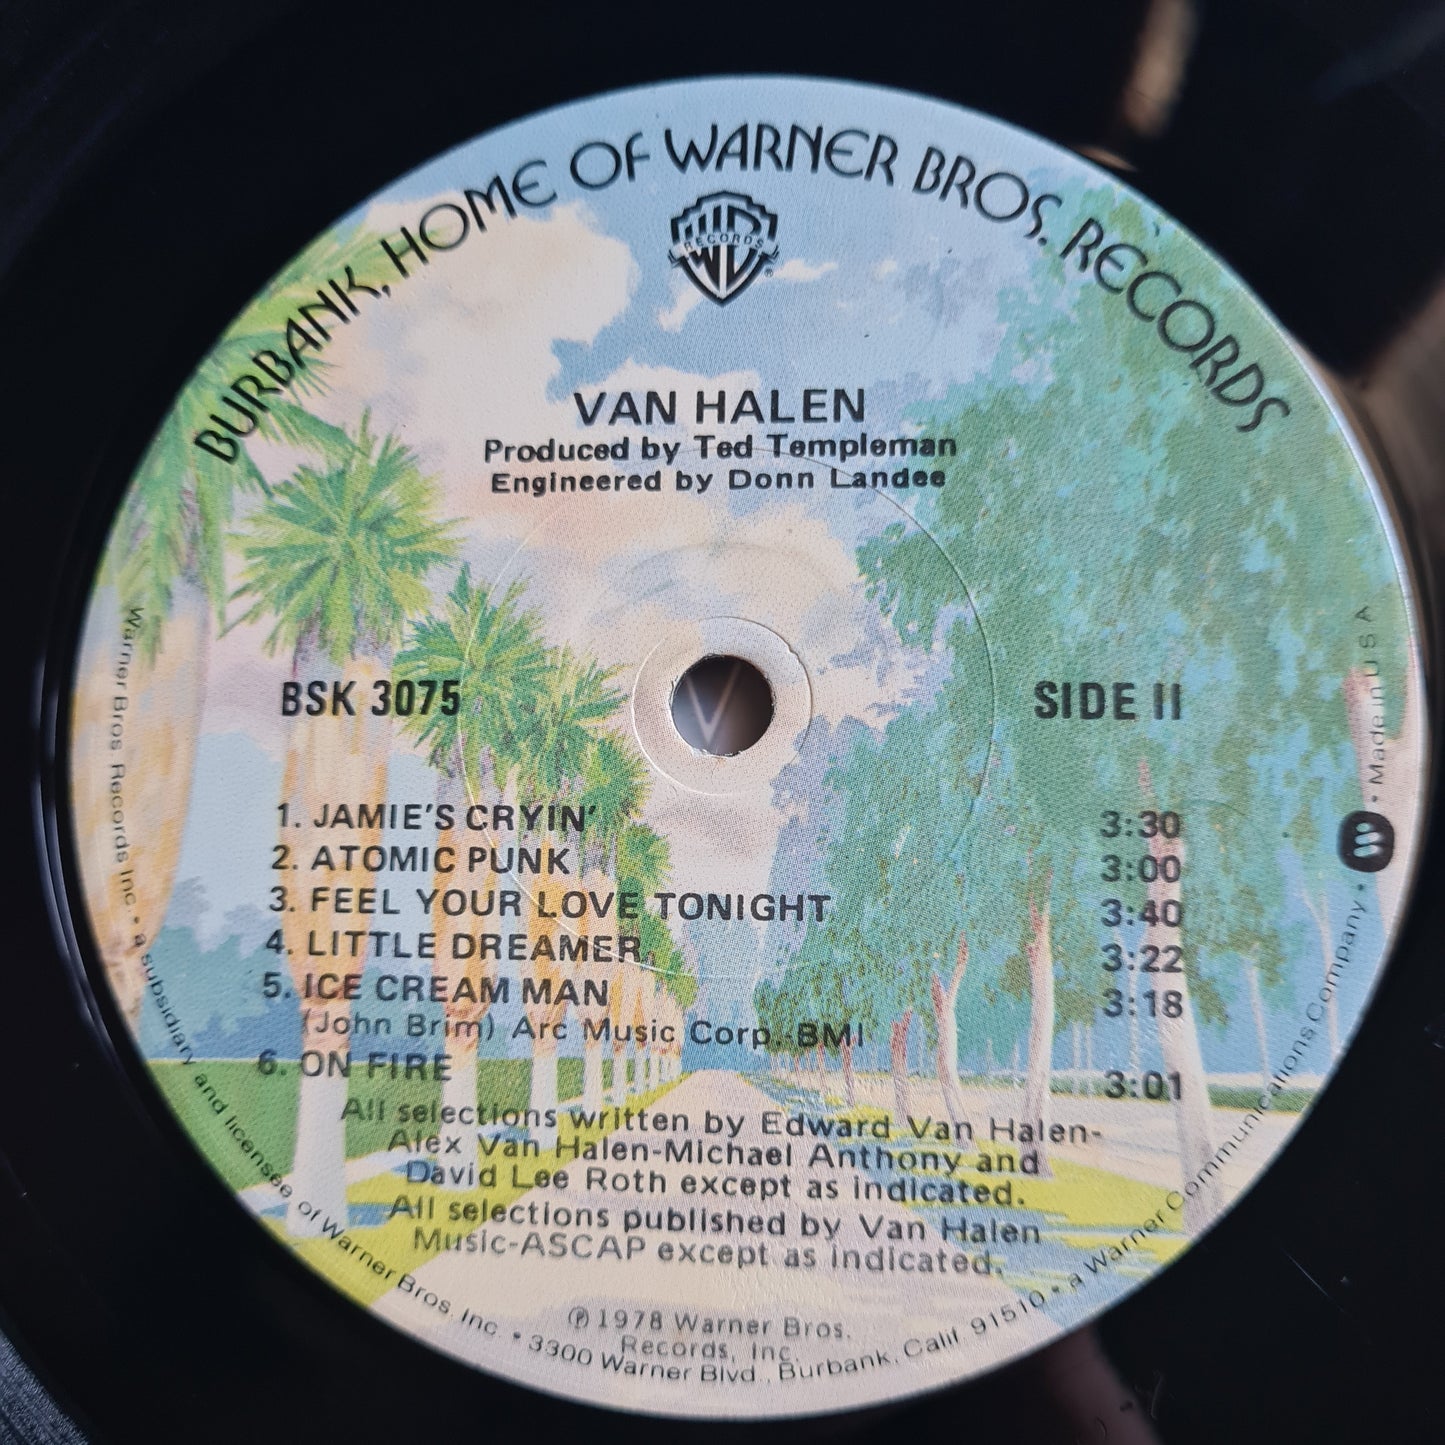 BURBANK, HOME OF WARNER BROS. RECORDS
W
RECORDS
B
®
VAN HALEN
Produced by Ted Templeman
Engineered by Donn Landee
BSK 3075
SIDE II
1. JAMIE'S CRYIN' 3:30
2. ATOMIC PUNK 3:00
3. FEEL YOUR LOVE TONIGHT 3:40
4. LITTLE DREAMER 3:22
5. ICE CREAM MAN 3:18
(John Brim) Arc Music Corp.-BMI
6. ON FIRE 3:01
All selections written by Edward Van Halen-
Alex Van Halen-Michael Anthony and
David Lee Roth except as indicated.
All selections published by Van Halen
Music-ASCAP except as indicated.
℗ 1978 Warner Bros.
Records, Inc.
Warner Bros. Records Inc. • a subsidiary and licensee of Warner Bros. Inc. • 3300 Warner Blvd., Burbank, Calif. 91510 • a Warner Communications Company • Made in U S A